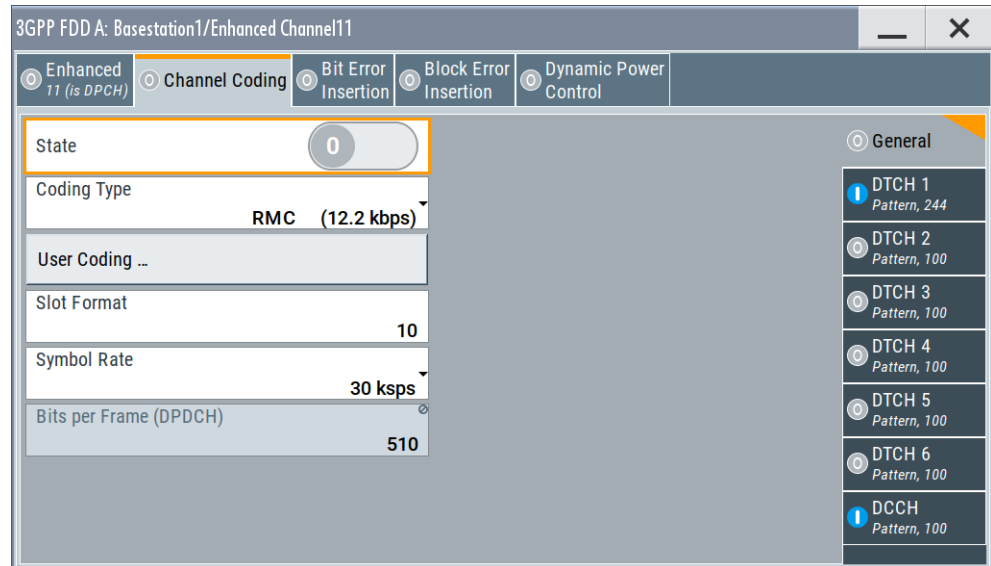 3GPP FDD A: Basestation1/Enhanced Channel11
Enhanced
11 (is DPCH)
Channel Coding
Bit Error
Insertion
Block Error
Insertion
Dynamic Power
Control
State
0
Coding Type
RMC (12.2 kbps)
User Coding ...
Slot Format
10
Symbol Rate
30 ksps
Bits per Frame (DPDCH)
510
General
DTCH 1
Pattern, 244
DTCH 2
Pattern, 100
DTCH 3
Pattern, 100
DTCH 4
Pattern, 100
DTCH 5
Pattern, 100
DTCH 6
Pattern, 100
DCCH
Pattern, 100